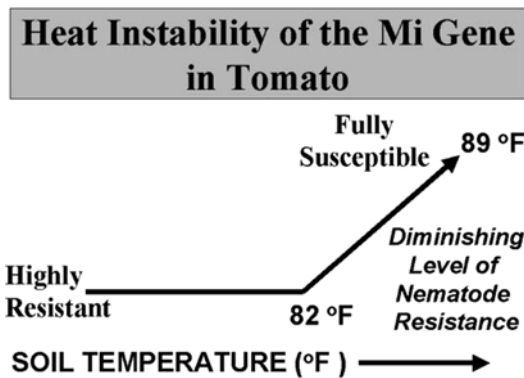 Heat Instability of the Mi Gene
in Tomato
Fully
Susceptible
89 °F
Highly
Resistant
82 °F
Diminishing
Level of
Nematode
Resistance
SOIL TEMPERATURE (°F )